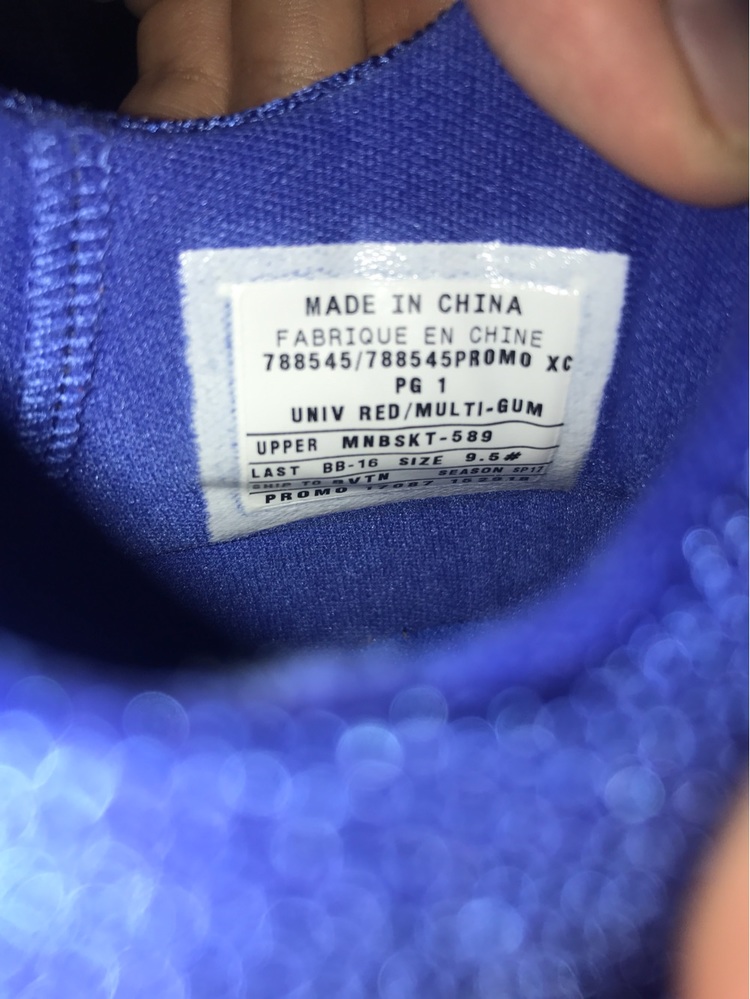 MADE IN CHINA
FABRIQUE EN CHINE
788545/788545PROMO XC
PG 1
UNIV RED/MULTI-GUM
UPPER MNBSKT-589
LAST BB-16 SIZE 9.5#
SHIP TO SEASON SP17
PROMO